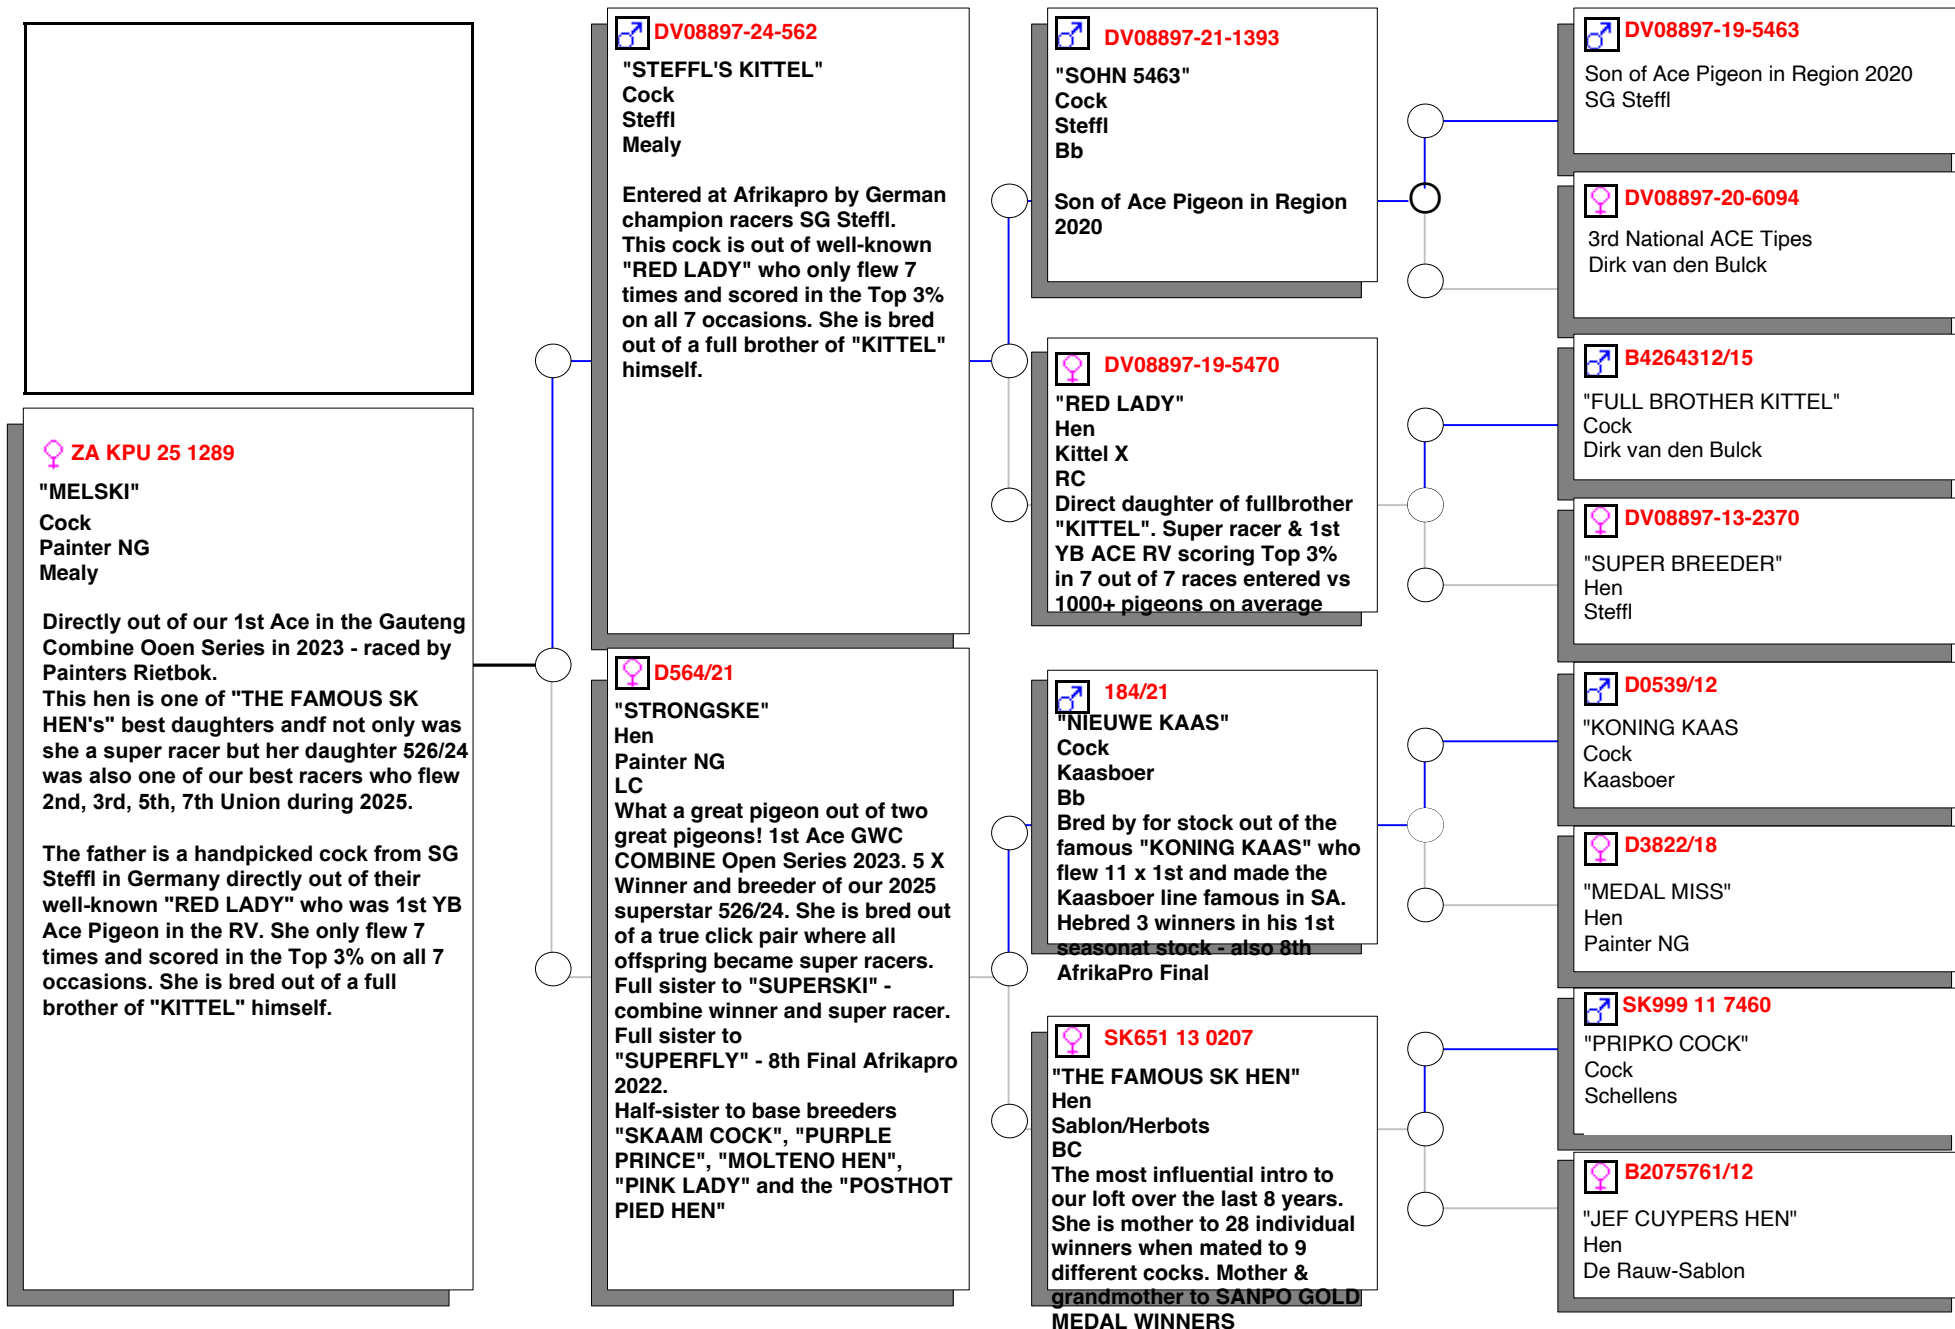 ZA KPU 25 1289
"MELSKI"
Cock
Painter NG
Mealy
Directly out of our 1st Ace in the Gauteng
Combine Ooen Series in 2023 - raced by
Painters Rietbok.
This hen is one of "THE FAMOUS SK
HEN's" best daughters andf not only was
she a super racer but her daughter 526/24
was also one of our best racers who flew
2nd, 3rd, 5th, 7th Union during 2025.
The father is a handpicked cock from SG
Steffl in Germany directly out of their
well-known "RED LADY" who was 1st YB
Ace Pigeon in the RV. She only flew 7
times and scored in the Top 3% on all 7
occasions. She is bred out of a full
brother of "KITTEL" himself.
DV08897-24-562
"STEFFL'S KITTEL"
Cock
Steffl
Mealy
Entered at Afrikapro by German
champion racers SG Steffl.
This cock is out of well-known
"RED LADY" who only flew 7
times and scored in the Top 3%
on all 7 occasions. She is bred
out of a full brother of "KITTEL"
himself.
D564/21
"STRONGSKE"
Hen
Painter NG
LC
What a great pigeon out of two
great pigeons! 1st Ace GWC
COMBINE Open Series 2023. 5 X
Winner and breeder of our 2025
superstar 526/24. She is bred out
of a true click pair where all
offspring became super racers.
Full sister to "SUPERSKI" -
combine winner and super racer.
Full sister to
"SUPERFLY" - 8th Final Afrikapro
2022.
Half-sister to base breeders
"SKAAM COCK", "PURPLE
PRINCE", "MOLTENO HEN",
"PINK LADY" and the "POSTHOT
PIED HEN"
DV08897-21-1393
"SOHN 5463"
Cock
Steffl
Bb
Son of Ace Pigeon in Region
2020
DV08897-19-5470
"RED LADY"
Hen
Kittel X
RC
Direct daughter of fullbrother
"KITTEL". Super racer & 1st
YB ACE RV scoring Top 3%
in 7 out of 7 races entered vs
1000+ pigeons on average
184/21
"NIEUWE KAAS"
Cock
Kaasboer
Bb
Bred by for stock out of the
famous "KONING KAAS" who
flew 11 x 1st and made the
Kaasboer line famous in SA.
Hebred 3 winners in his 1st
seasonat stock - also 8th
AfrikaPro Final
SK651 13 0207
"THE FAMOUS SK HEN"
Hen
Sablon/Herbots
BC
The most influential intro to
our loft over the last 8 years.
She is mother to 28 individual
winners when mated to 9
different cocks. Mother &
grandmother to SANPO GOLD
MEDAL WINNERS
DV08897-19-5463
Son of Ace Pigeon in Region 2020
SG Steffl
DV08897-20-6094
3rd National ACE Tipes
Dirk van den Bulck
B4264312/15
"FULL BROTHER KITTEL"
Cock
Dirk van den Bulck
DV08897-13-2370
"SUPER BREEDER"
Hen
Steffl
D0539/12
"KONING KAAS
Cock
Kaasboer
D3822/18
"MEDAL MISS"
Hen
Painter NG
SK999 11 7460
"PRIPKO COCK"
Cock
Schellens
B2075761/12
"JEF CUYPERS HEN"
Hen
De Rauw-Sablon